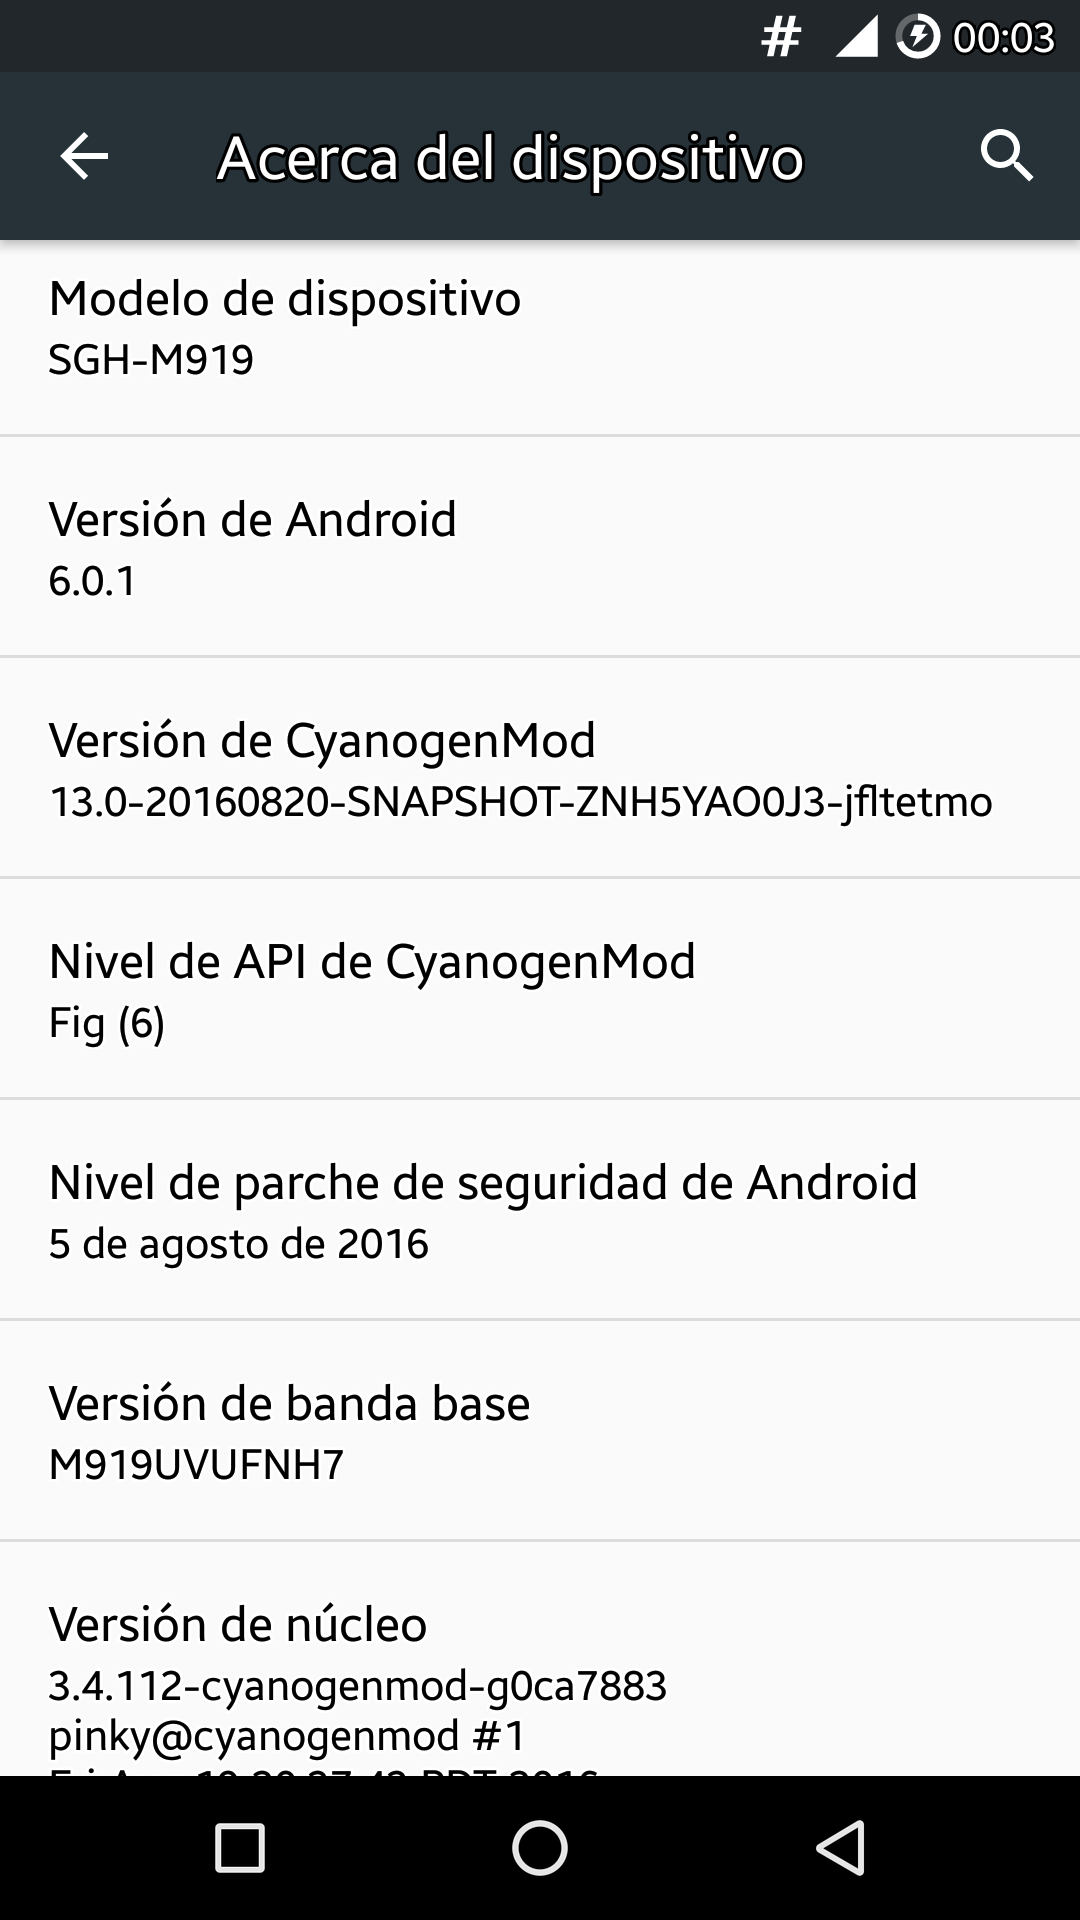 # 00:03
Acerca del dispositivo
Modelo de dispositivo
SGH-M919
Versión de Android
6.0.1
Versión de CyanogenMod
13.0-20160820-SNAPSHOT-ZNH5YAO0J3-jfltetmo
Nivel de API de CyanogenMod
Fig (6)
Nivel de parche de seguridad de Android
5 de agosto de 2016
Versión de banda base
M919UVUFNH7
Versión de núcleo
3.4.112-cyanogenmod-g0ca7883
pinky@cyanogenmod #1